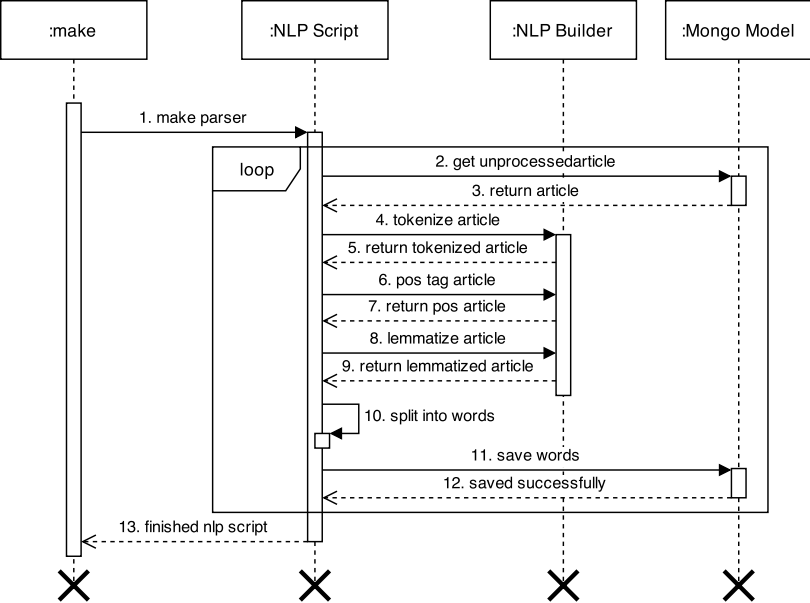 :make
:NLP Script
:NLP Builder
:Mongo Model
1. make parser
loop
2. get unprocessedarticle
3. return article
4. tokenize article
5. return tokenized article
6. pos tag article
7. return pos article
8. lemmatize article
9. return lemmatized article
10. split into words
11. save words
12. saved successfully
13. finished nlp script